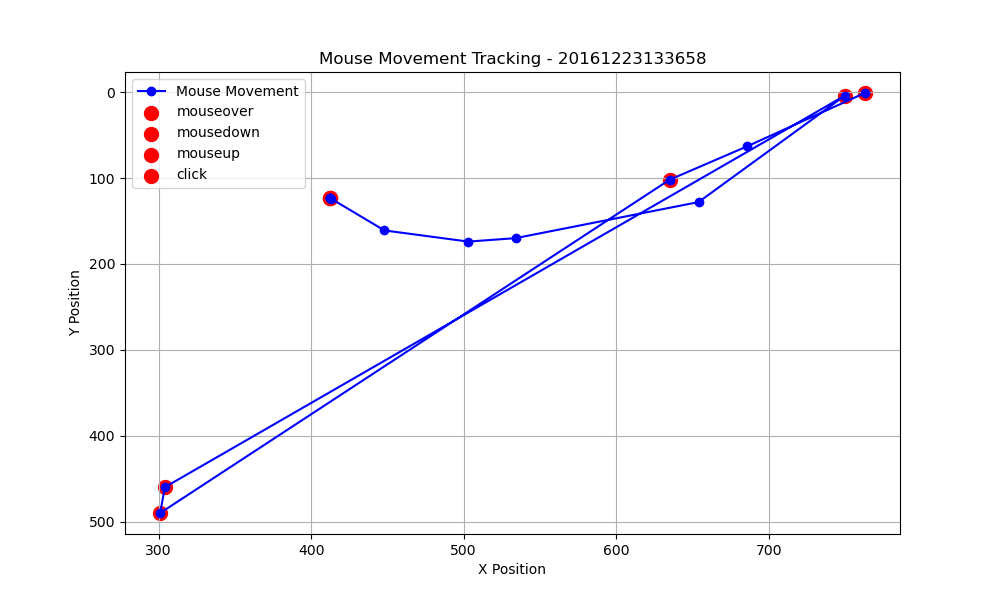 Mouse Movement Tracking - 20161223133658
Mouse Movement
mouseover
mousedown
mouseup
click
0
100
200
300
400
500
Y Position
300
400
500
600
700
X Position